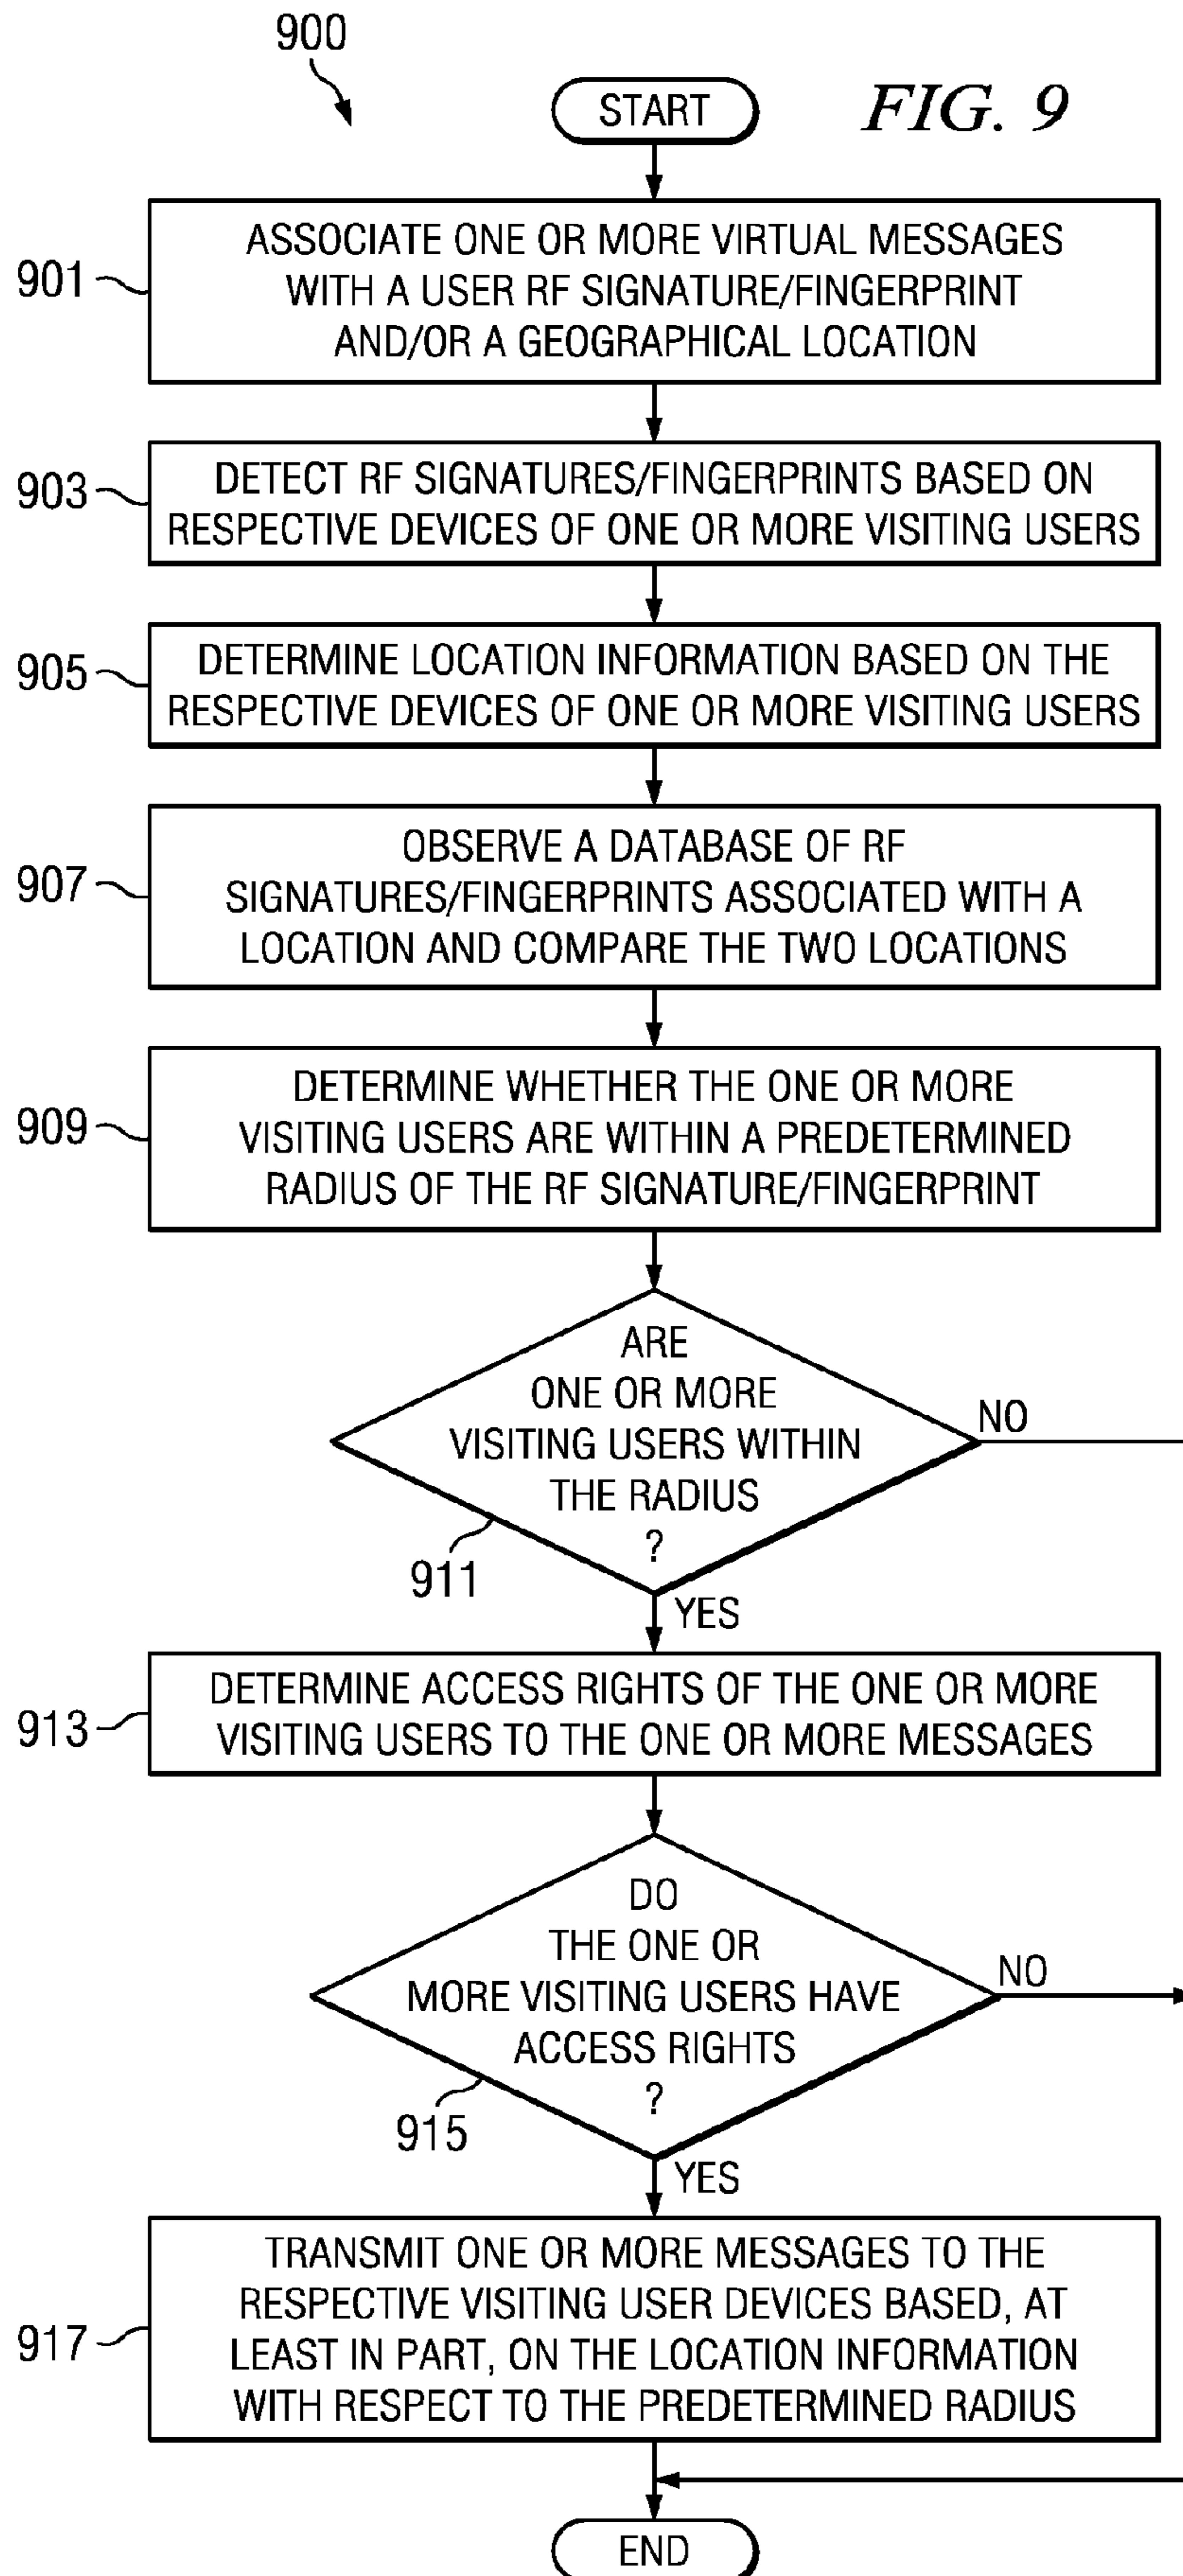 900
START
FIG. 9
901
ASSOCIATE ONE OR MORE VIRTUAL MESSAGES
WITH A USER RF SIGNATURE/FINGERPRINT
AND/OR A GEOGRAPHICAL LOCATION
903
DETECT RF SIGNATURES/FINGERPRINTS BASED ON
RESPECTIVE DEVICES OF ONE OR MORE VISITING USERS
905
DETERMINE LOCATION INFORMATION BASED ON THE
RESPECTIVE DEVICES OF ONE OR MORE VISITING USERS
907
OBSERVE A DATABASE OF RF
SIGNATURES/FINGERPRINTS ASSOCIATED WITH A
LOCATION AND COMPARE THE TWO LOCATIONS
909
DETERMINE WHETHER THE ONE OR MORE
VISITING USERS ARE WITHIN A PREDETERMINED
RADIUS OF THE RF SIGNATURE/FINGERPRINT
ARE
ONE OR MORE
VISITING USERS WITHIN
THE RADIUS
?
NO
911
YES
913
DETERMINE ACCESS RIGHTS OF THE ONE OR MORE
VISITING USERS TO THE ONE OR MORE MESSAGES
DO
THE ONE OR
MORE VISITING USERS HAVE
ACCESS RIGHTS
?
NO
915
YES
917
TRANSMIT ONE OR MORE MESSAGES TO THE
RESPECTIVE VISITING USER DEVICES BASED, AT
LEAST IN PART, ON THE LOCATION INFORMATION
WITH RESPECT TO THE PREDETERMINED RADIUS
END